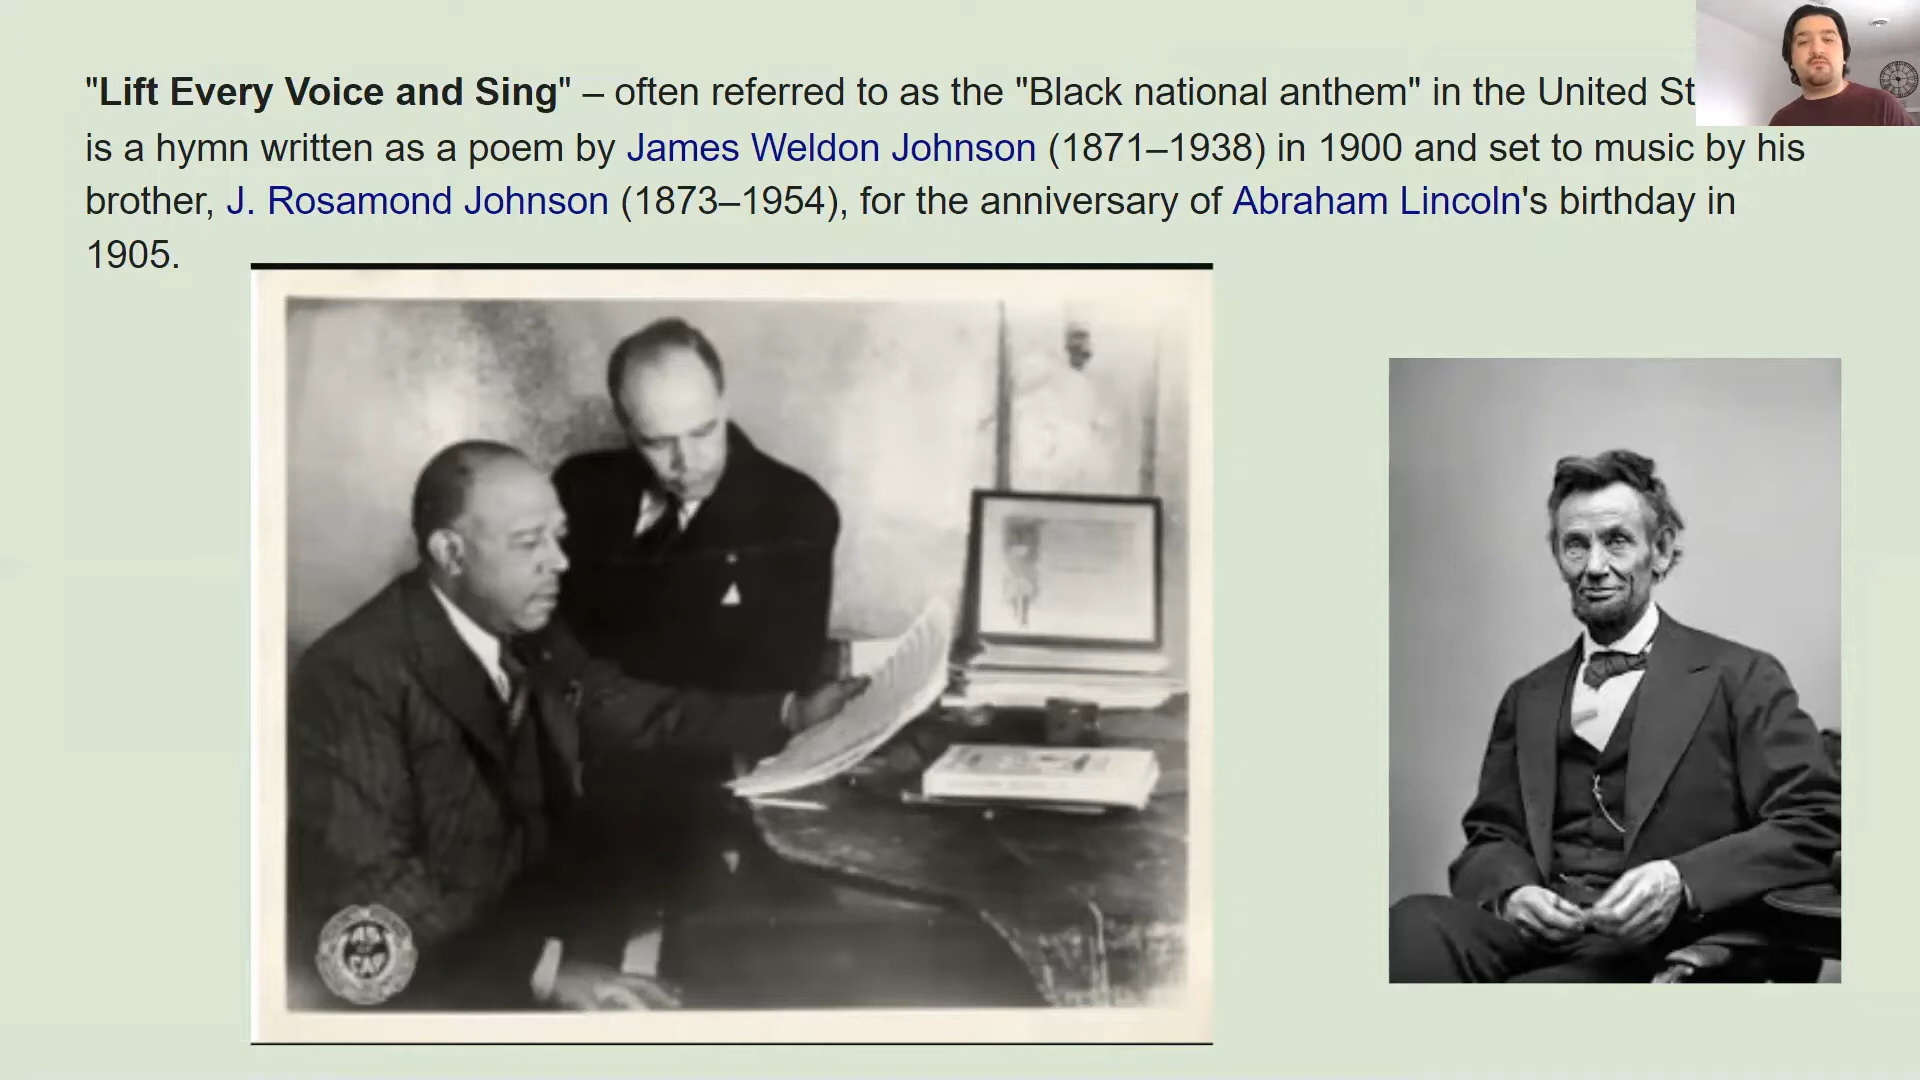 "Lift Every Voice and Sing" – often referred to as the "Black national anthem" in the United St
is a hymn written as a poem by James Weldon Johnson (1871–1938) in 1900 and set to music by his
brother, J. Rosamond Johnson (1873–1954), for the anniversary of Abraham Lincoln's birthday in
1905.